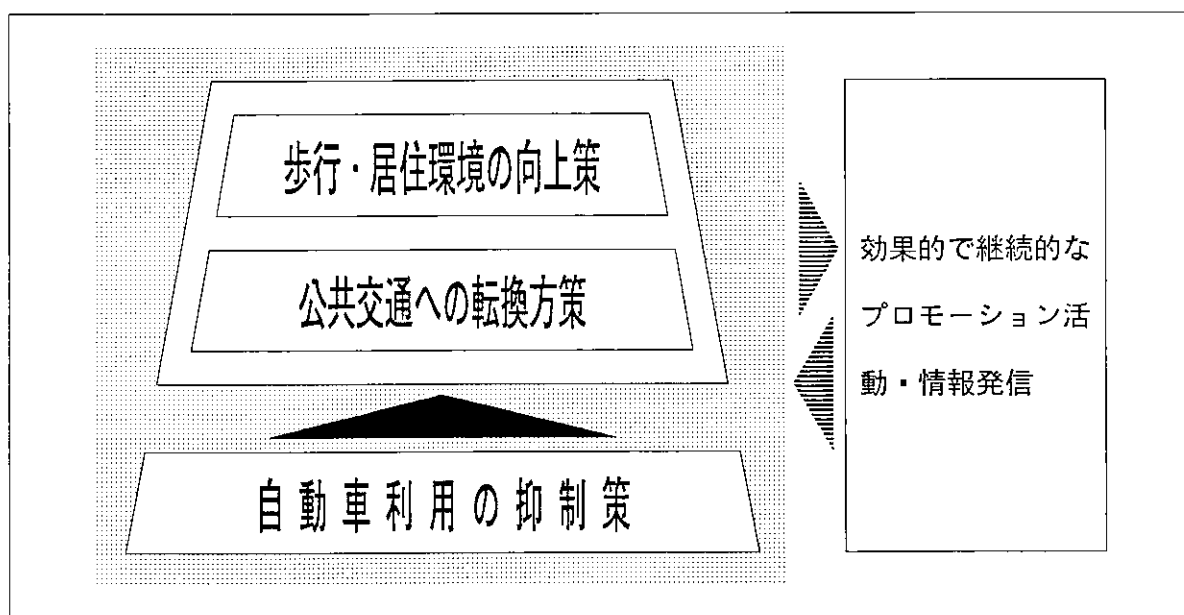 歩行・居住環境の向上策
公共交通への転換方策
自動車利用の抑制策
効果的で継続的な
プロモーション活
動・情報発信